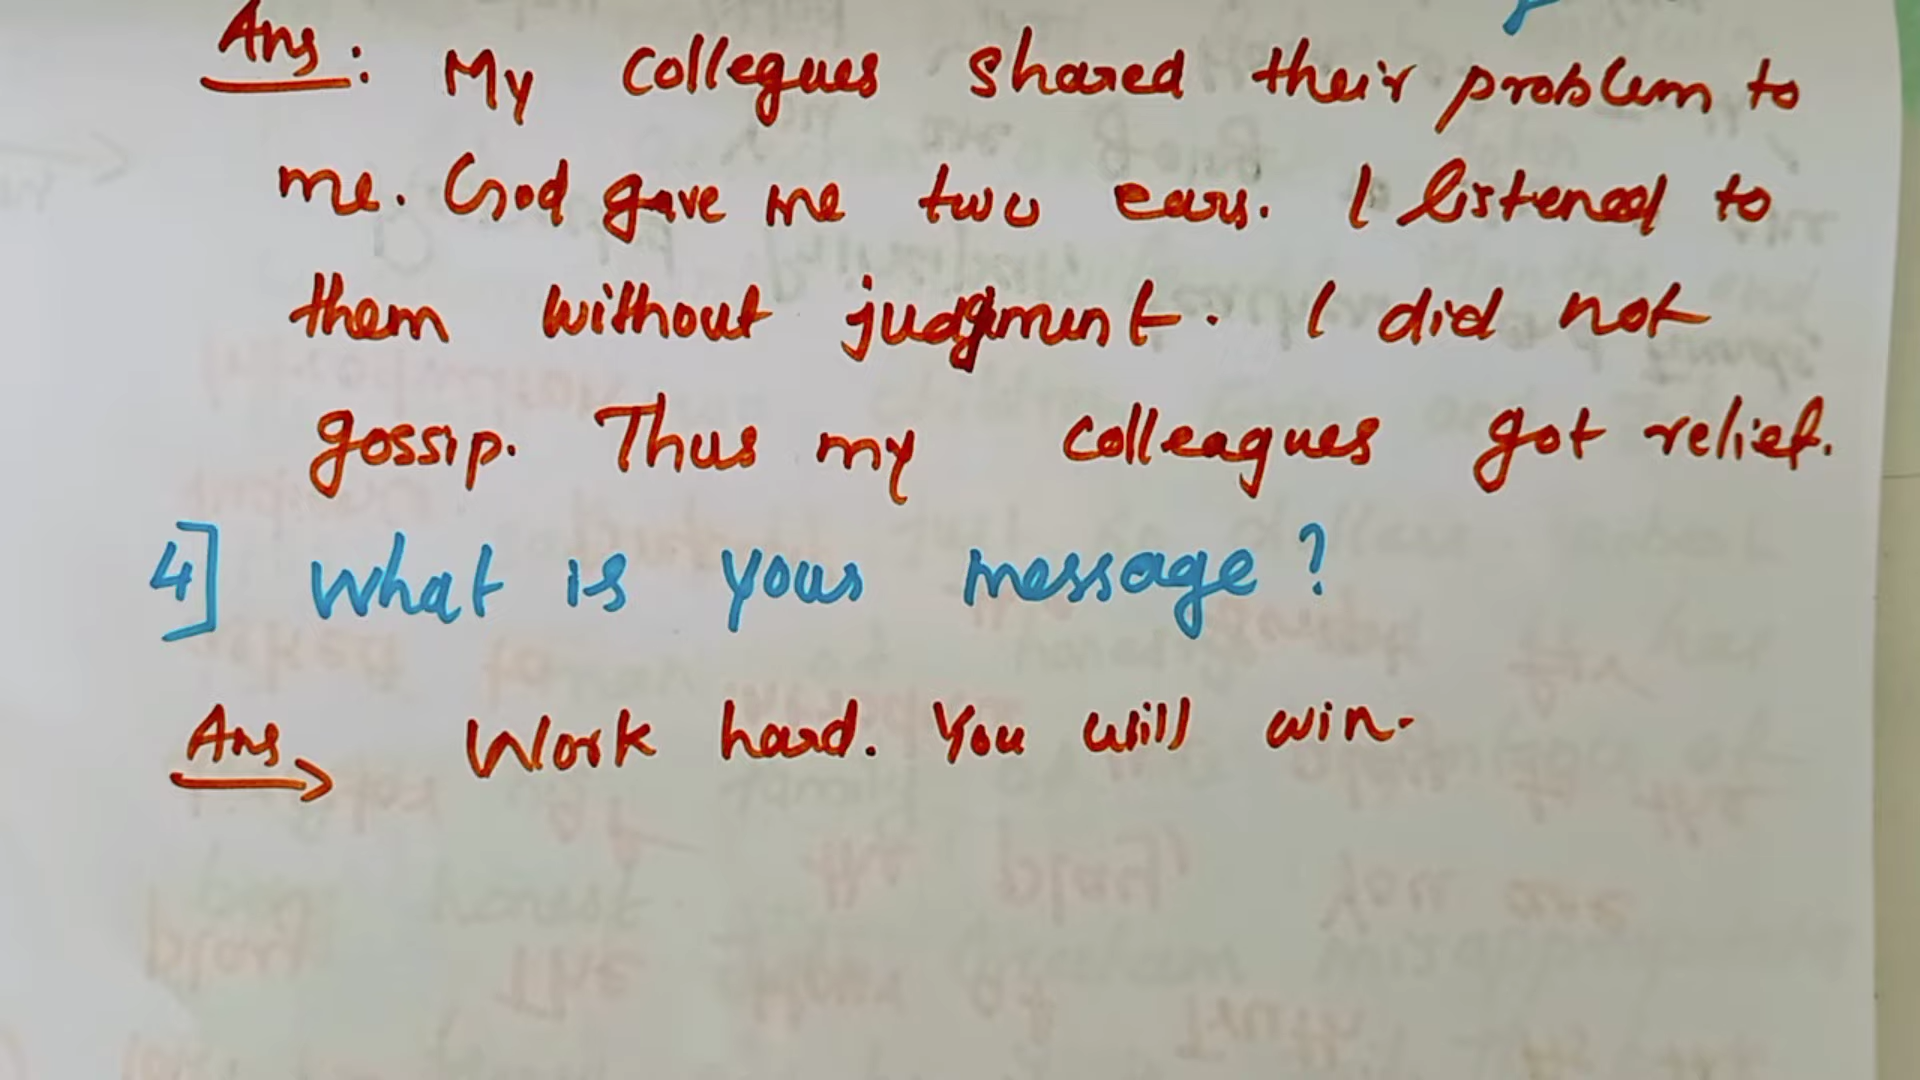 Ans: My collegues shared their problem to
me. God gave me two ears. I listened to
them without judgment. I did not
gossip. Thus my colleagues got relief.
4] What is your message?
Ans → Work hard. You will win.